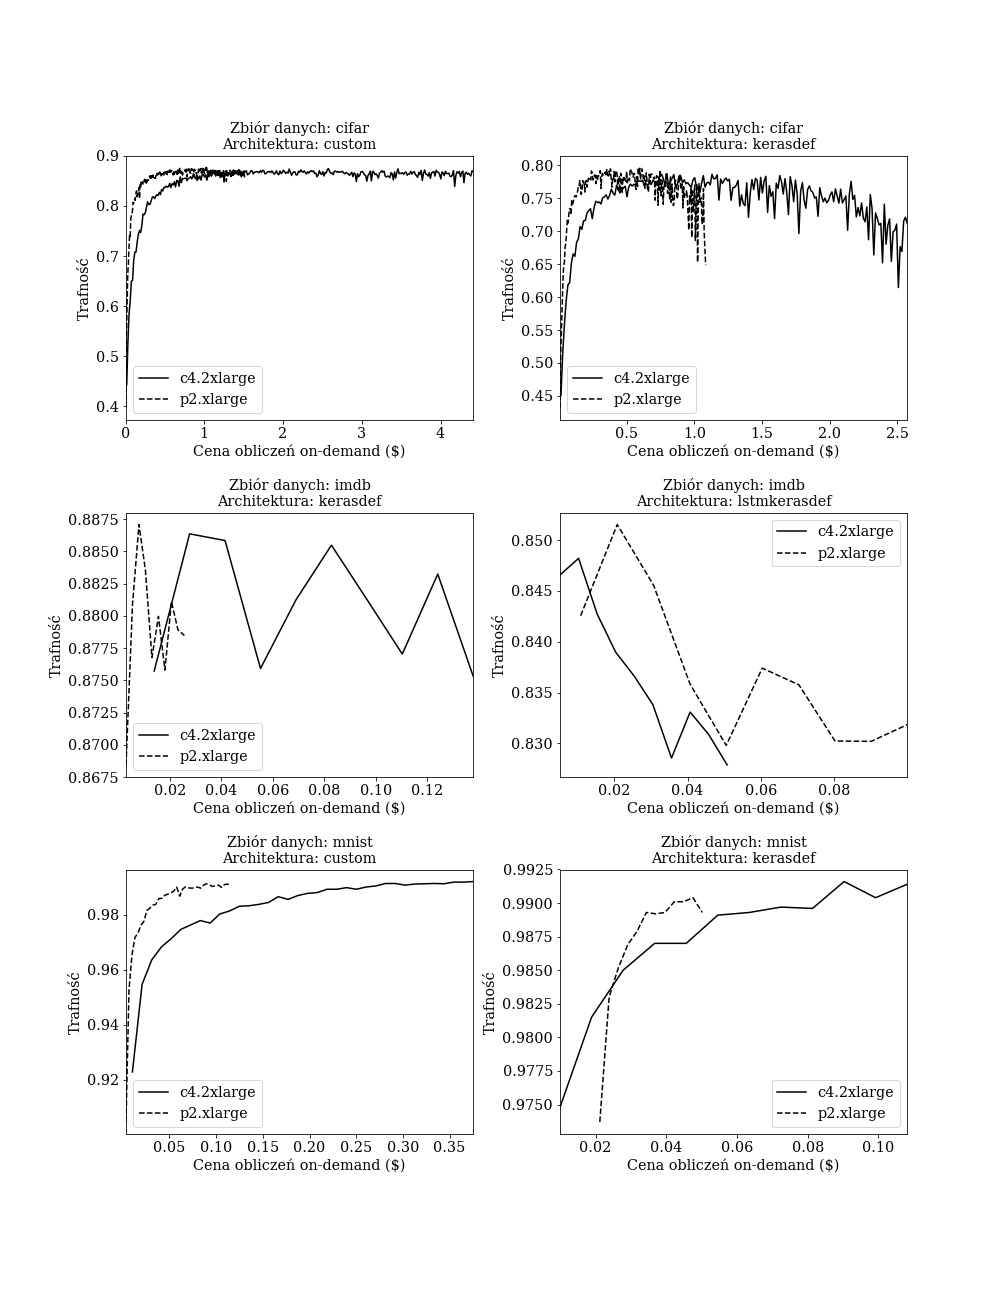 Zbiór danych: cifar
Architektura: custom
0.9
0.8
0.7
0.6
0.5
0.4
Trafność
c4.2xlarge
p2.xlarge
0 1 2 3 4
Cena obliczeń on-demand ($)
Zbiór danych: cifar
Architektura: kerasdef
0.80
0.75
0.70
0.65
0.60
0.55
0.50
0.45
Trafność
c4.2xlarge
p2.xlarge
0.5 1.0 1.5 2.0 2.5
Cena obliczeń on-demand ($)
Zbiór danych: imdb
Architektura: kerasdef
0.8875
0.8850
0.8825
0.8800
0.8775
0.8750
0.8725
0.8700
0.8675
Trafność
c4.2xlarge
p2.xlarge
0.02 0.04 0.06 0.08 0.10 0.12
Cena obliczeń on-demand ($)
Zbiór danych: imdb
Architektura: lstmkerasdef
c4.2xlarge
p2.xlarge
0.850
0.845
0.840
0.835
0.830
Trafność
0.02 0.04 0.06 0.08
Cena obliczeń on-demand ($)
Zbiór danych: mnist
Architektura: custom
0.98
0.96
0.94
0.92
Trafność
c4.2xlarge
p2.xlarge
0.05 0.10 0.15 0.20 0.25 0.30 0.35
Cena obliczeń on-demand ($)
Zbiór danych: mnist
Architektura: kerasdef
0.9925
0.9900
0.9875
0.9850
0.9825
0.9800
0.9775
0.9750
Trafność
c4.2xlarge
p2.xlarge
0.02 0.04 0.06 0.08 0.10
Cena obliczeń on-demand ($)